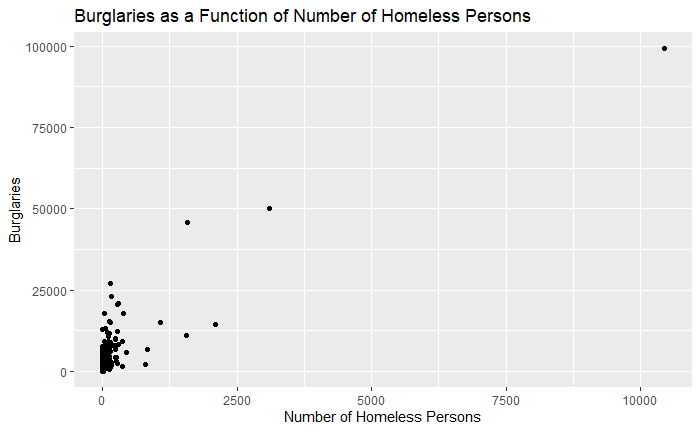 Burglaries as a Function of Number of Homeless Persons
100000
75000
50000
25000
0
Burglaries
0 2500 5000 7500 10000
Number of Homeless Persons